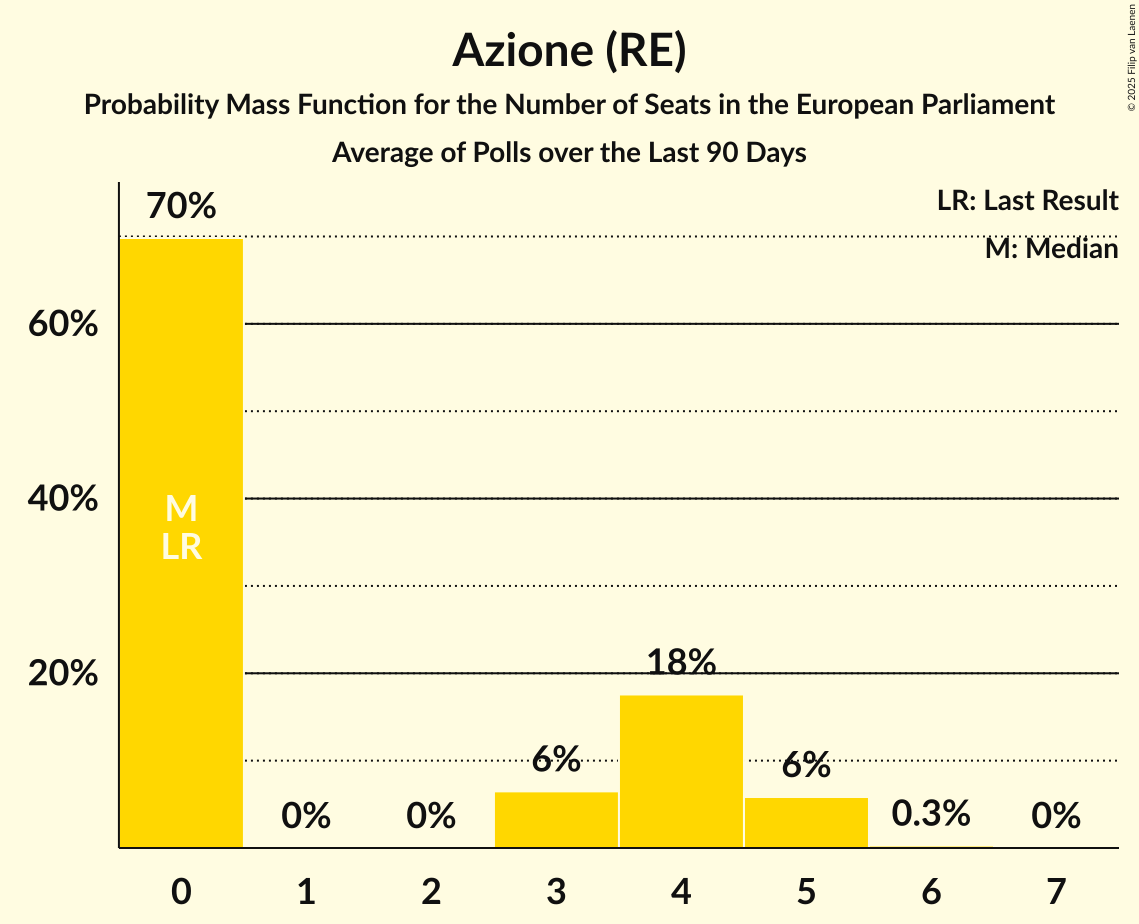 Azione (RE)
Probability Mass Function for the Number of Seats in the European Parliament
Average of Polls over the Last 90 Days
© 2025 Filip van Laenen
LR: Last Result
M: Median
70%
60%
40%
20%
M
LR
0%
0%
6%
18%
6%
0.3%
0%
0
1
2
3
4
5
6
7